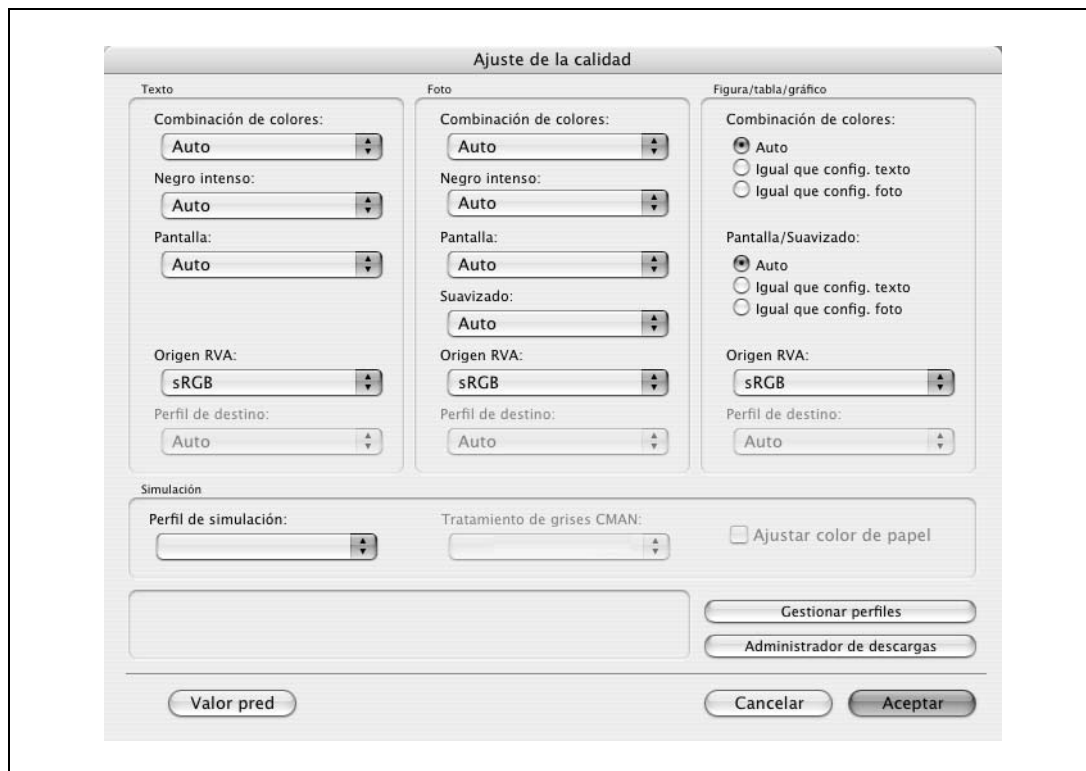 Ajuste de la calidad
Texto
Combinación de colores:
Auto
Negro intenso:
Auto
Pantalla:
Auto
Origen RVA:
sRGB
Perfil de destino:
Auto
Foto
Combinación de colores:
Auto
Negro intenso:
Auto
Pantalla:
Auto
Suavizado:
Auto
Origen RVA:
sRGB
Perfil de destino:
Auto
Figura/tabla/gráfico
Combinación de colores:
Auto
Igual que config. texto
Igual que config. foto
Pantalla/Suavizado:
Auto
Igual que config. texto
Igual que config. foto
Origen RVA:
sRGB
Perfil de destino:
Auto
Simulación
Perfil de simulación:
Tratamiento de grises CMAN:
Ajustar color de papel
Gestionar perfiles
Administrador de descargas
Valor pred
Cancelar
Aceptar